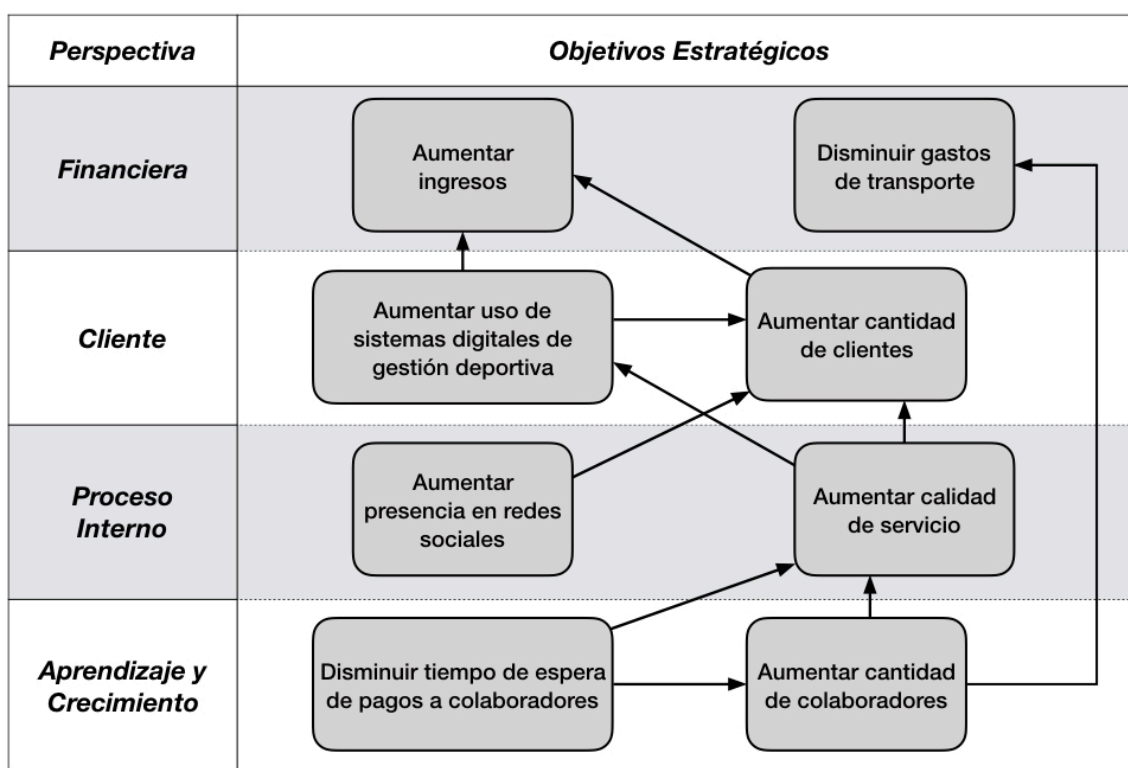 Perspectiva
Objetivos Estratégicos
Financiera
Aumentar
ingresos
Disminuir gastos
de transporte
Cliente
Aumentar uso de
sistemas digitales de
gestión deportiva
Aumentar cantidad
de clientes
Proceso
Interno
Aumentar
presencia en redes
sociales
Aumentar calidad
de servicio
Aprendizaje y
Crecimiento
Disminuir tiempo de espera
de pagos a colaboradores
Aumentar cantidad
de colaboradores